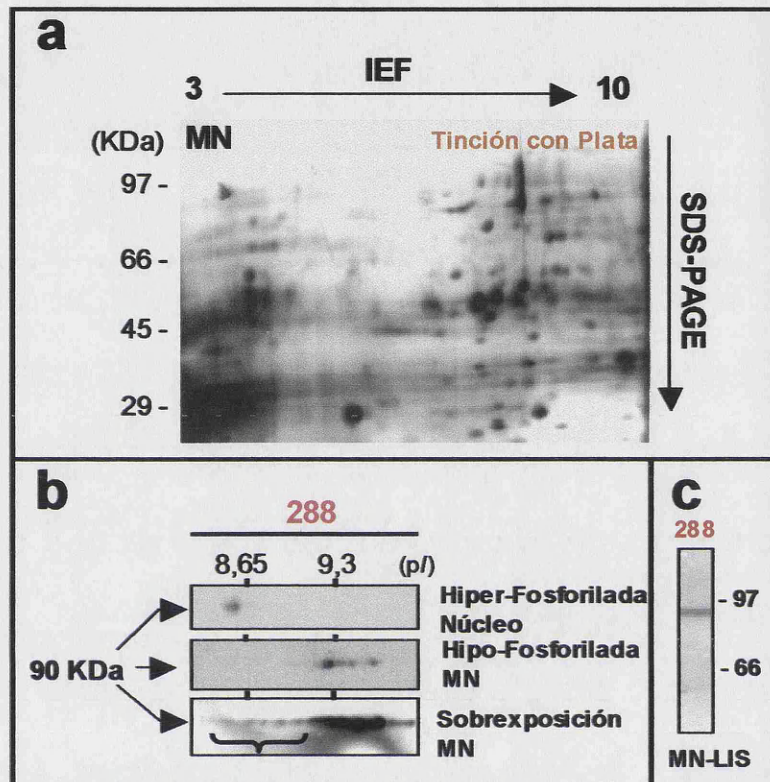 a
IEF
3 10
(KDa) MN Tinción con Plata
97 -
66 -
45 -
29 -
SDS-PAGE
b
288
8,65 9,3 (pI)
90 KDa
Hiper-Fosforilada
Núcleo
Hipo-Fosforilada
MN
Sobrexposición
MN
c
288
- 97
- 66
MN-LIS